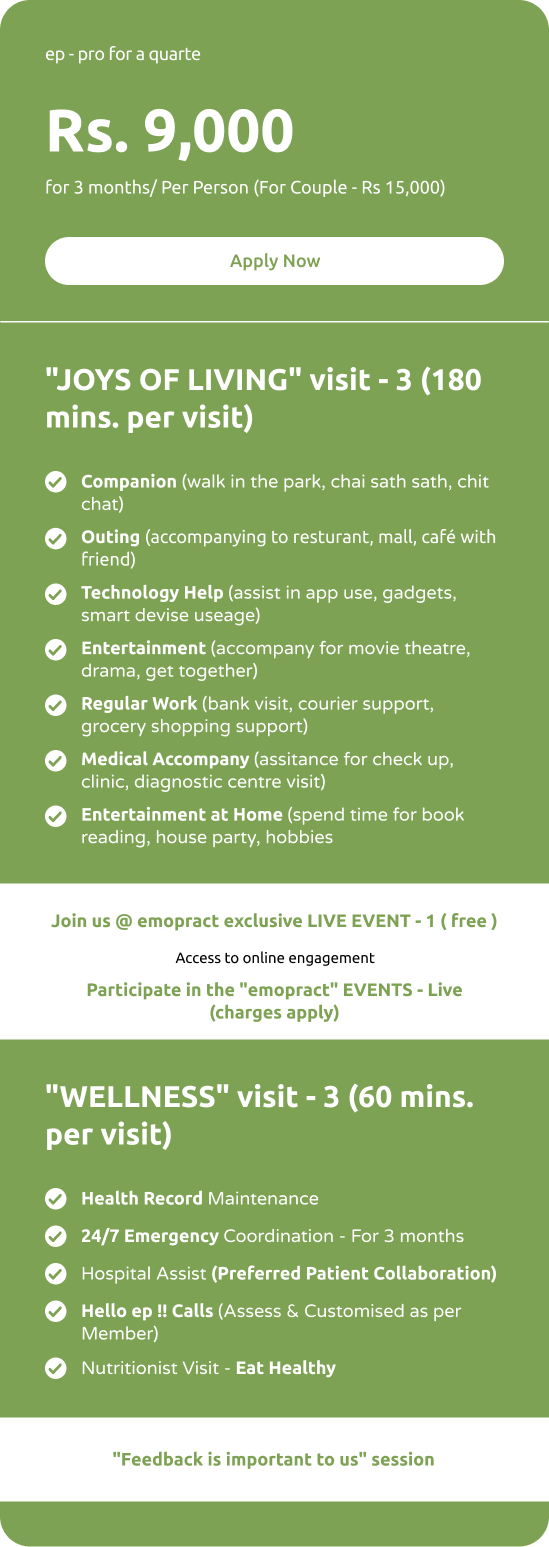 ep - pro for a quarte
Rs. 9,000
for 3 months/ Per Person (For Couple - Rs 15,000)
Apply Now
"JOYS OF LIVING" visit - 3 (180
mins. per visit)
Companion (walk in the park, chai sath sath, chit
chat)
Outing (accompanying to resturant, mall, café with
friend)
Technology Help (assist in app use, gadgets,
smart devise useage)
Entertainment (accompany for movie theatre,
drama, get together)
Regular Work (bank visit, courier support,
grocery shopping support)
Medical Accompany (assitance for check up,
clinic, diagnostic centre visit)
Entertainment at Home (spend time for book
reading, house party, hobbies
Join us @ emopract exclusive LIVE EVENT - 1 ( free )
Access to online engagement
Participate in the "emopract" EVENTS - Live
(charges apply)
"WELLNESS" visit - 3 (60 mins.
per visit)
Health Record Maintenance
24/7 Emergency Coordination - For 3 months
Hospital Assist (Preferred Patient Collaboration)
Hello ep !! Calls (Assess & Customised as per
Member)
Nutritionist Visit - Eat Healthy
"Feedback is important to us" session